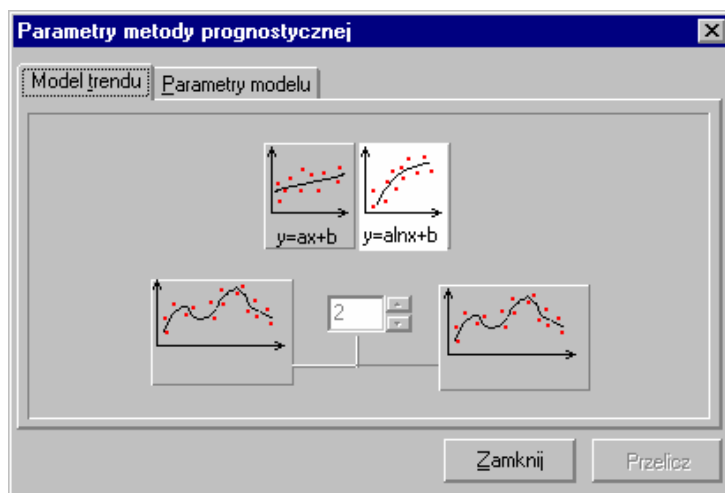 Parametry metody prognostycznej
Model trendu Parametry modelu
y=ax+b y=alnx+b
2
Zamknij Przelicz